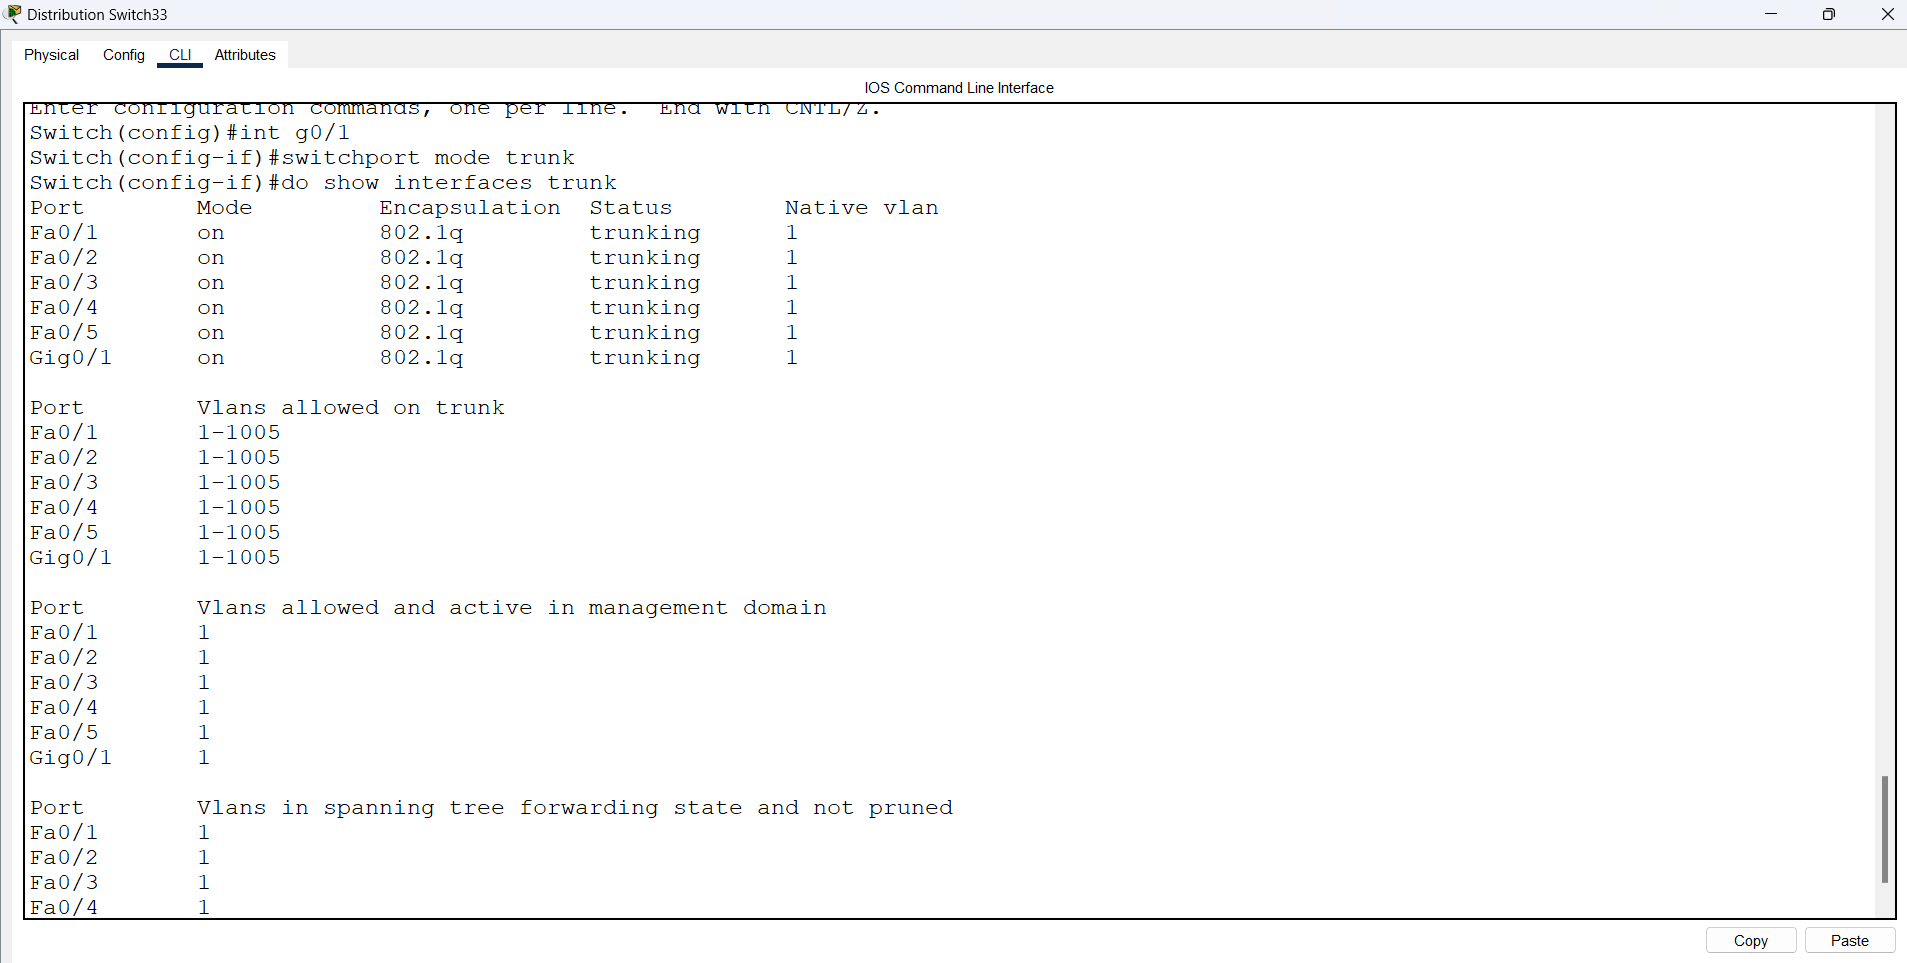 Distribution Switch33
Physical Config CLI Attributes
IOS Command Line Interface
Enter configuration commands, one per line. End with CNTL/Z.
Switch(config)#int g0/1
Switch(config-if)#switchport mode trunk
Switch(config-if)#do show interfaces trunk
Port Mode Encapsulation Status Native vlan
Fa0/1 on 802.1q trunking 1
Fa0/2 on 802.1q trunking 1
Fa0/3 on 802.1q trunking 1
Fa0/4 on 802.1q trunking 1
Fa0/5 on 802.1q trunking 1
Gig0/1 on 802.1q trunking 1
Port Vlans allowed on trunk
Fa0/1 1-1005
Fa0/2 1-1005
Fa0/3 1-1005
Fa0/4 1-1005
Fa0/5 1-1005
Gig0/1 1-1005
Port Vlans allowed and active in management domain
Fa0/1 1
Fa0/2 1
Fa0/3 1
Fa0/4 1
Fa0/5 1
Gig0/1 1
Port Vlans in spanning tree forwarding state and not pruned
Fa0/1 1
Fa0/2 1
Fa0/3 1
Fa0/4 1
Copy Paste